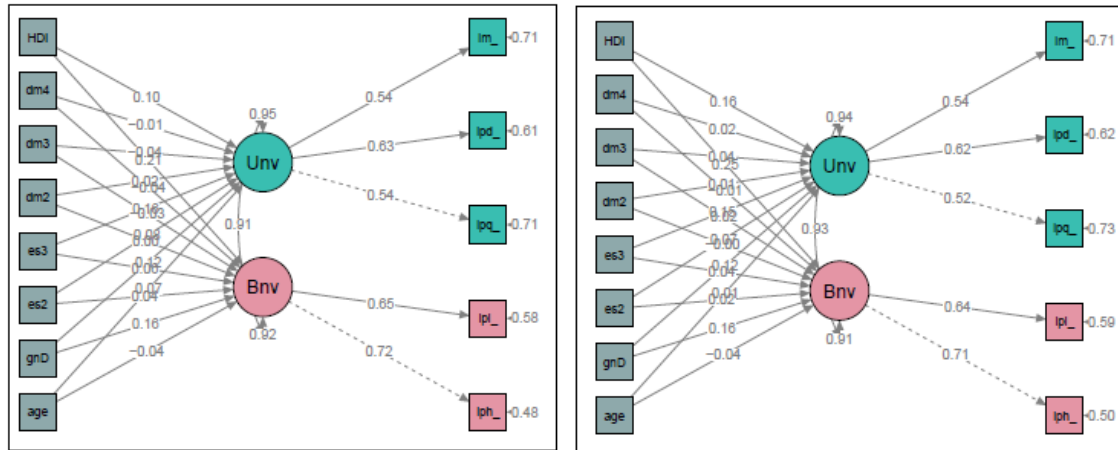 HDI
dm4
dm3
dm2
es3
es2
gnD
age
0.10
−0.01
0.21
0.16
−0.04
0.95
Unv
0.91
Bnv
0.92
0.54
0.63
0.54
0.65
0.72
lm_
0.71
lpd_
0.61
lpq_
0.71
lpl_
0.58
lph_
0.48
HDI
dm4
dm3
dm2
es3
es2
gnD
age
0.16
0.02
0.04
0.25
0.02
0.16
−0.04
0.94
Unv
0.93
Bnv
0.91
0.54
0.62
0.52
0.64
0.71
lm_
0.71
lpd_
0.62
lpq_
0.73
lpl_
0.59
lph_
0.50